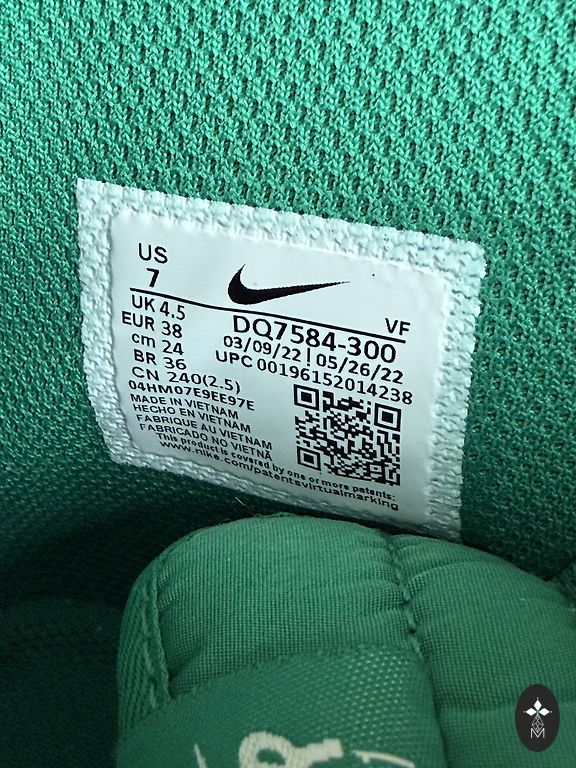 US
7
VF
UK 4.5
EUR 38
cm 24
BR 36
CN 240(2.5)
DQ7584-300
03/09/22 | 05/26/22
UPC 00196152014238
04HM07E9EE97E
MADE IN VIETNAM
HECHO EN VIETNAM
FABRIQUE AU VIETNAM
FABRICADO NO VIETNÃ
This product is covered by one or more patents:
www.nike.com/patentsvirtualmarking
M